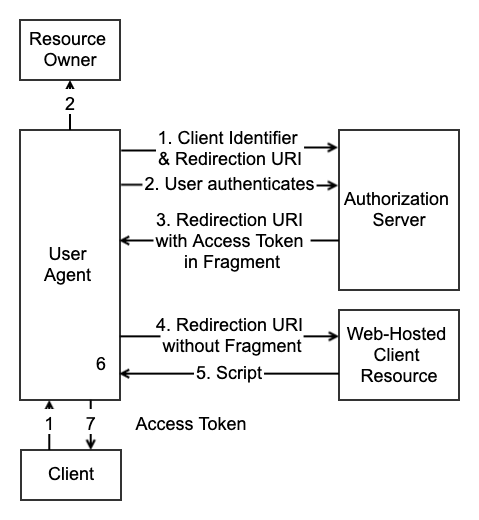 Resource
Owner
2
1. Client Identifier
& Redirection URI
2. User authenticates
Authorization
Server
3. Redirection URI
with Access Token
in Fragment
User
Agent
4. Redirection URI
without Fragment
Web-Hosted
Client
Resource
6
5. Script
1
7
Access Token
Client